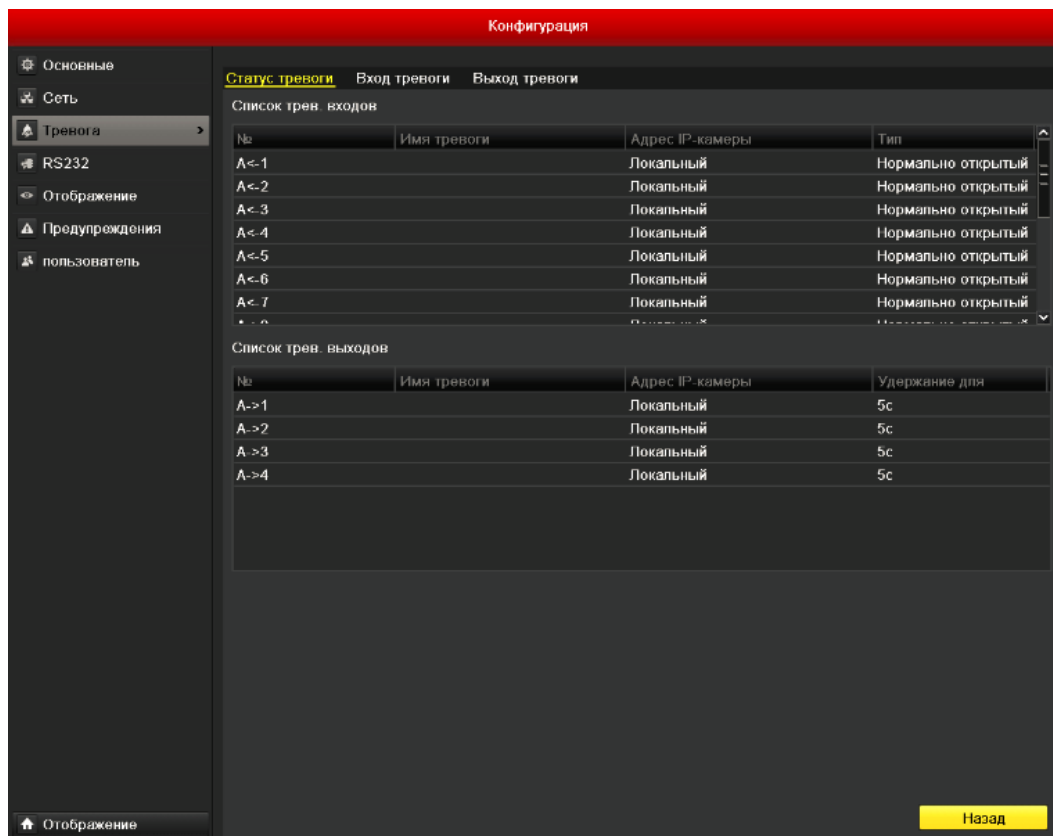 Конфигурация
Основные
Сеть
Тревога
RS232
Отображение
Предупреждения
пользователь
Отображение
Статус тревоги Вход тревоги Выход тревоги
Список трев. входов
№ Имя тревоги Адрес IP-камеры Тип
A<-1 Локальный Нормально открытый
A<-2 Локальный Нормально открытый
A<-3 Локальный Нормально открытый
A<-4 Локальный Нормально открытый
A<-5 Локальный Нормально открытый
A<-6 Локальный Нормально открытый
A<-7 Локальный Нормально открытый
Список трев. выходов
№ Имя тревоги Адрес IP-камеры Удержание для
A->1 Локальный 5с
A->2 Локальный 5с
A->3 Локальный 5с
A->4 Локальный 5с
Назад